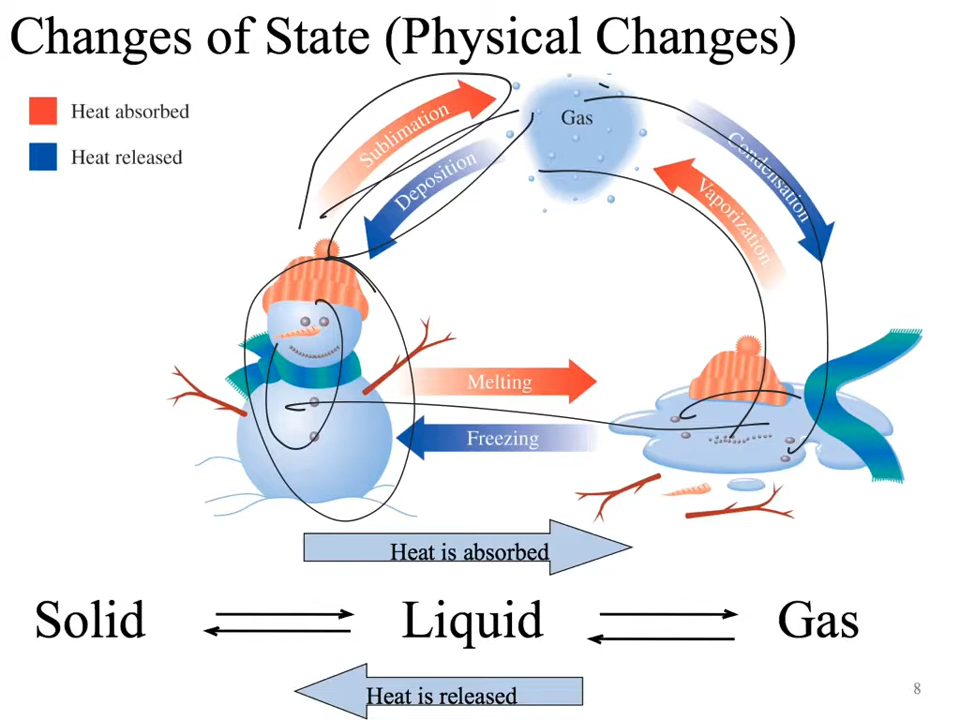 Changes of State (Physical Changes)
Heat absorbed
Heat released
Sublimation
Deposition
Gas
Condensation
Vaporization
Melting
Freezing
Heat is absorbed
Solid Liquid Gas
Heat is released
8